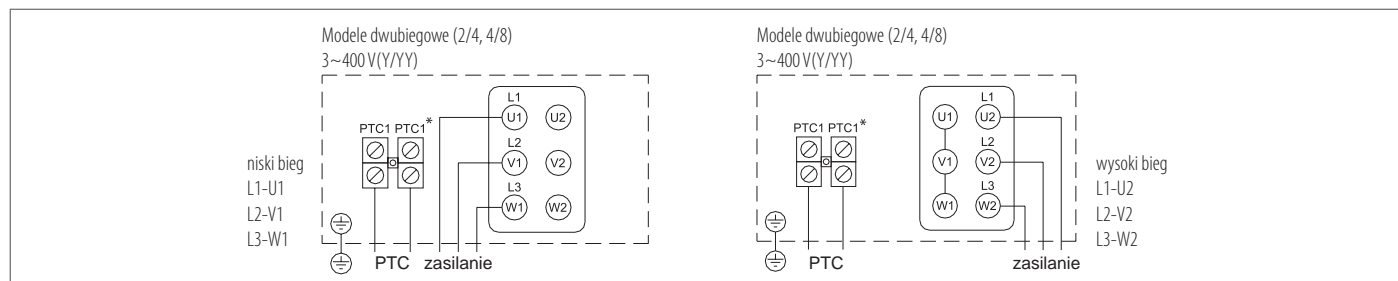 Modele dwubiegowe (2/4, 4/8)
3~400 V(Y/YY)
L1
U1 U2
PTC1 PTC1*
L2
V1 V2
L3
W1 W2
niski bieg
L1-U1
L2-V1
L3-W1
PTC zasilanie
Modele dwubiegowe (2/4, 4/8)
3~400 V(Y/YY)
L1
U1 U2
PTC1 PTC1*
L2
V1 V2
L3
W1 W2
wysoki bieg
L1-U2
L2-V2
L3-W2
PTC zasilanie